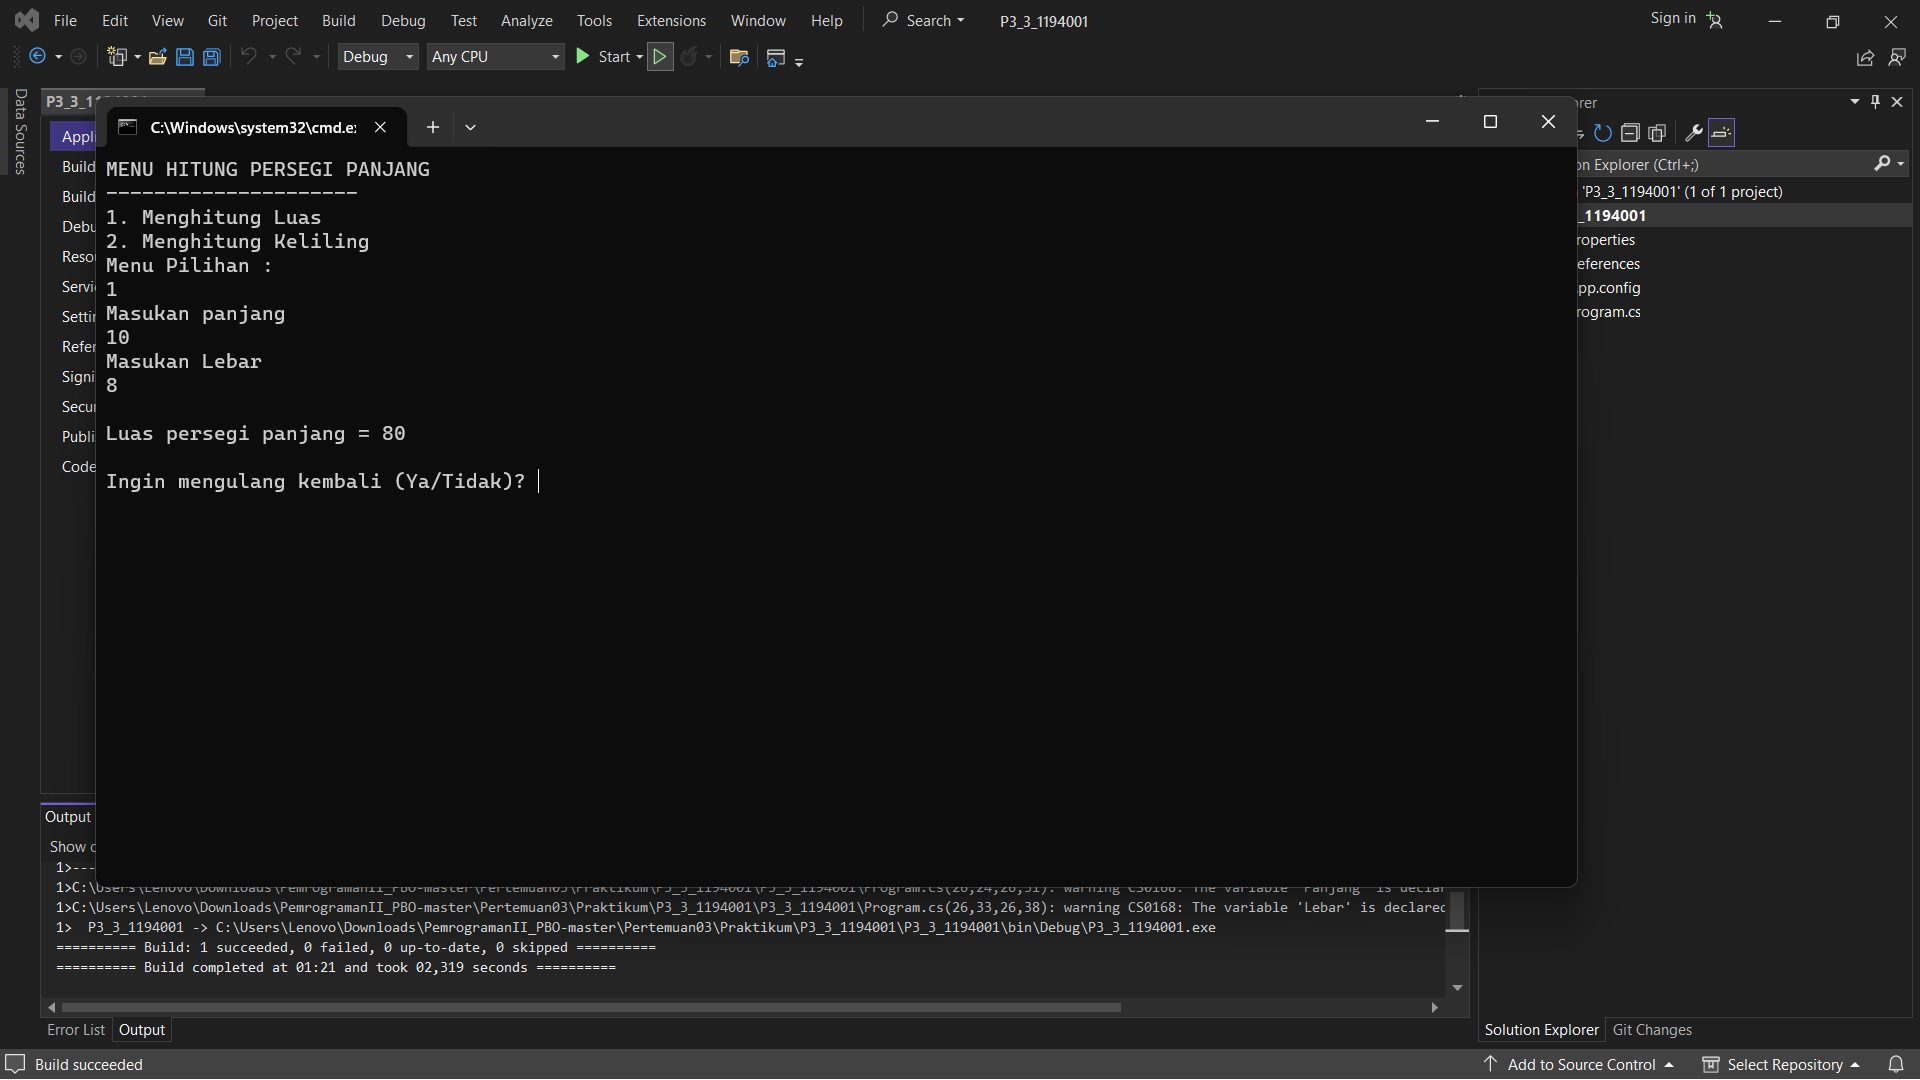 File Edit View Git Project Build Debug Test Analyze Tools Extensions Window Help Search P3_3_1194001 Sign in
Debug Any CPU Start
Data Sources
P3_3_1
C:\Windows\system32\cmd.e
MENU HITUNG PERSEGI PANJANG
---------------------
1. Menghitung Luas
2. Menghitung Keliling
Menu Pilihan :
1
Masukan panjang
10
Masukan Lebar
8
Luas persegi panjang = 80
Ingin mengulang kembali (Ya/Tidak)?
Appli
Build
Build
Debu
Resou
Servi
Settin
Refer
Signi
Secur
Publi
Code
orer
on Explorer (Ctrl+;)
'P3_3_1194001' (1 of 1 project)
_1194001
roperties
eferences
pp.config
rogram.cs
Output
Show o
1>---
1>C:\Users\Lenovo\Downloads\PemrogramanII_PBO-master\Pertemuan03\Praktikum\P3_3_1194001\P3_3_1194001\Program.cs(26,24,26,31): warning CS0168: The variable 'Panjang' is declar
1>C:\Users\Lenovo\Downloads\PemrogramanII_PBO-master\Pertemuan03\Praktikum\P3_3_1194001\P3_3_1194001\Program.cs(26,33,26,38): warning CS0168: The variable 'Lebar' is declared
1> P3_3_1194001 -> C:\Users\Lenovo\Downloads\PemrogramanII_PBO-master\Pertemuan03\Praktikum\P3_3_1194001\P3_3_1194001\bin\Debug\P3_3_1194001.exe
========== Build: 1 succeeded, 0 failed, 0 up-to-date, 0 skipped ==========
========== Build completed at 01:21 and took 02,319 seconds ==========
Error List Output
Solution Explorer Git Changes
Build succeeded
Add to Source Control Select Repository